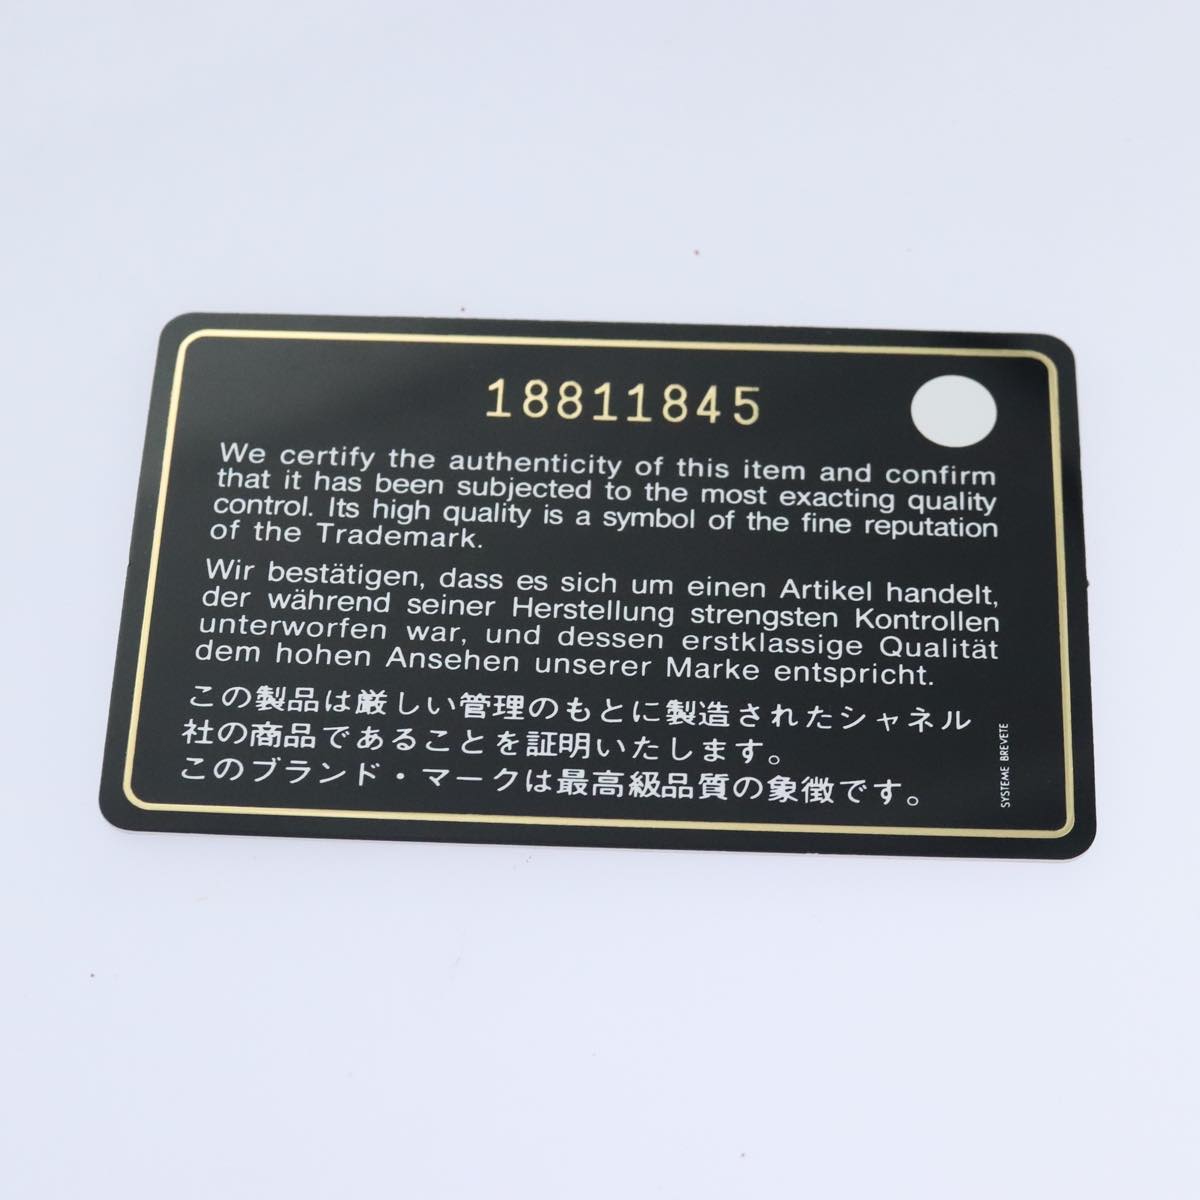 18811845
We certify the authenticity of this item and confirm
that it has been subjected to the most exacting quality
control. Its high quality is a symbol of the fine reputation
of the Trademark.
Wir bestätigen, dass es sich um einen Artikel handelt,
der während seiner Herstellung strengsten Kontrollen
unterworfen war, und dessen erstklassige Qualität
dem hohen Ansehen unserer Marke entspricht.
この製品は厳しい管理のもとに製造されたシャネル
社の商品であることを証明いたします。
このブランド・マークは最高級品質の象徴です。
SYSTEME BREVETE